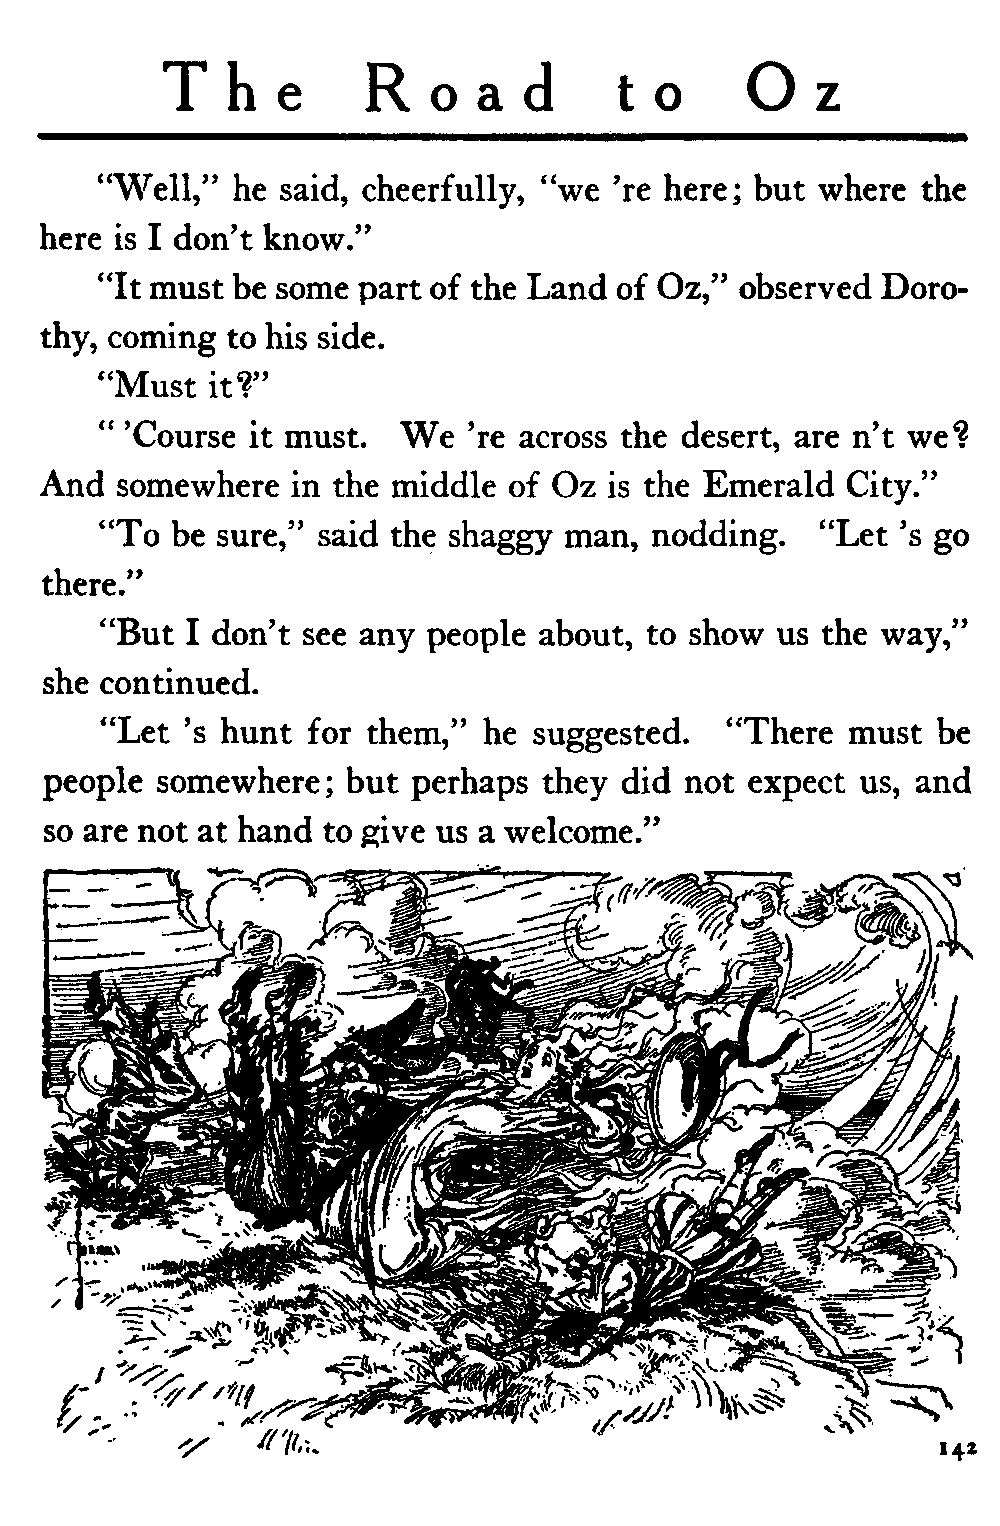 The Road to Oz
“Well,” he said, cheerfully, “we ’re here; but where the
here is I don’t know.”
“It must be some part of the Land of Oz,” observed Doro-
thy, coming to his side.
“Must it?”
“ ’Course it must. We ’re across the desert, are n’t we?
And somewhere in the middle of Oz is the Emerald City.”
“To be sure,” said the shaggy man, nodding. “Let ’s go
there.”
“But I don’t see any people about, to show us the way,”
she continued.
“Let ’s hunt for them,” he suggested. “There must be
people somewhere; but perhaps they did not expect us, and
so are not at hand to give us a welcome.”
142